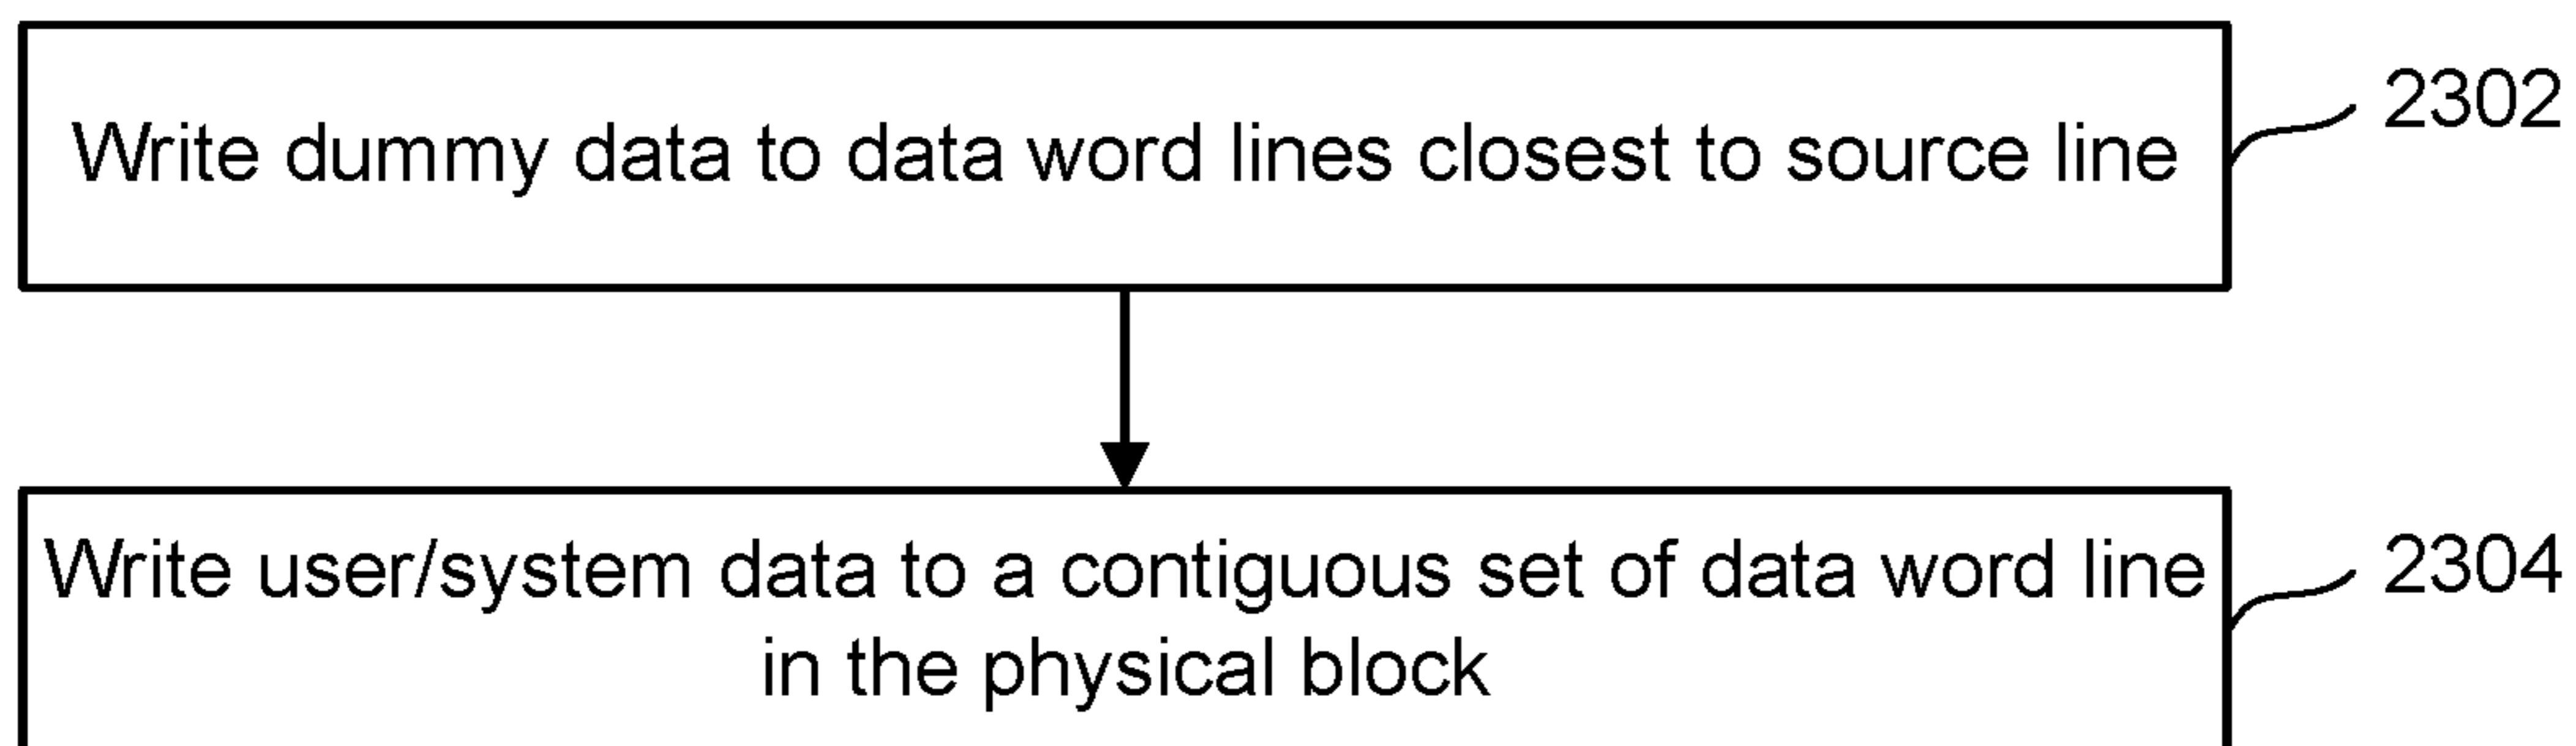 Write dummy data to data word lines closest to source line
2302
Write user/system data to a contiguous set of data word line
in the physical block
2304